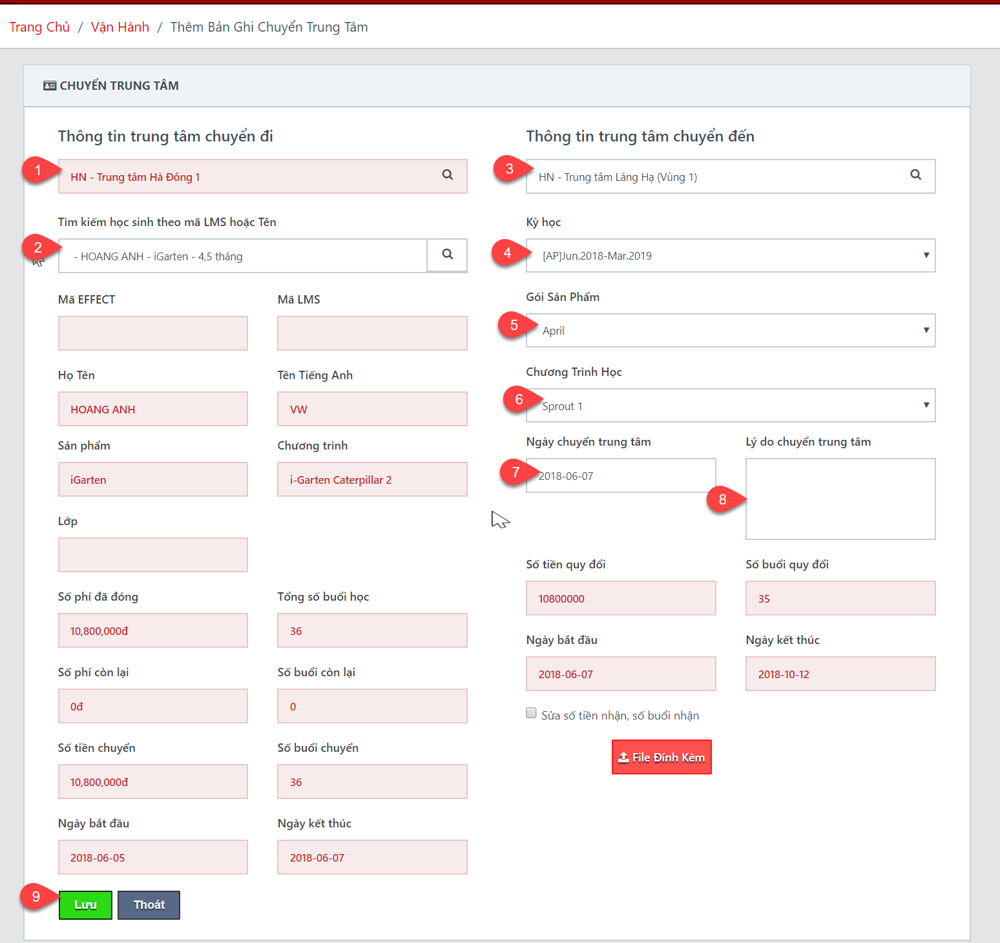 Trang Chủ / Vận Hành / Thêm Bản Ghi Chuyển Trung Tâm
CHUYỂN TRUNG TÂM
Thông tin trung tâm chuyển đi
1
HN - Trung tâm Hà Đông 1
Tìm kiếm học sinh theo mã LMS hoặc Tên
2
- HOANG ANH - iGarten - 4,5 tháng
Mã EFFECT
Mã LMS
Họ Tên
Tên Tiếng Anh
HOANG ANH
VW
Sản phẩm
Chương trình
iGarten
i-Garten Caterpillar 2
Lớp
Số phí đã đóng
Tổng số buổi học
10,800,000đ
36
Số phí còn lại
Số buổi còn lại
0đ
0
Số tiền chuyển
Số buổi chuyển
10,800,000đ
36
Ngày bắt đầu
Ngày kết thúc
2018-06-05
2018-06-07
9
Lưu
Thoát
Thông tin trung tâm chuyển đến
3
HN - Trung tâm Láng Hạ (Vùng 1)
Kỳ học
4
[AP]Jun.2018-Mar.2019
Gói Sản Phẩm
5
April
Chương Trình Học
6
Sprout 1
Ngày chuyển trung tâm
Lý do chuyển trung tâm
7
2018-06-07
8
Số tiền quy đổi
Số buổi quy đổi
10800000
35
Ngày bắt đầu
Ngày kết thúc
2018-06-07
2018-10-12
Sửa số tiền nhận, số buổi nhận
File Đính Kèm